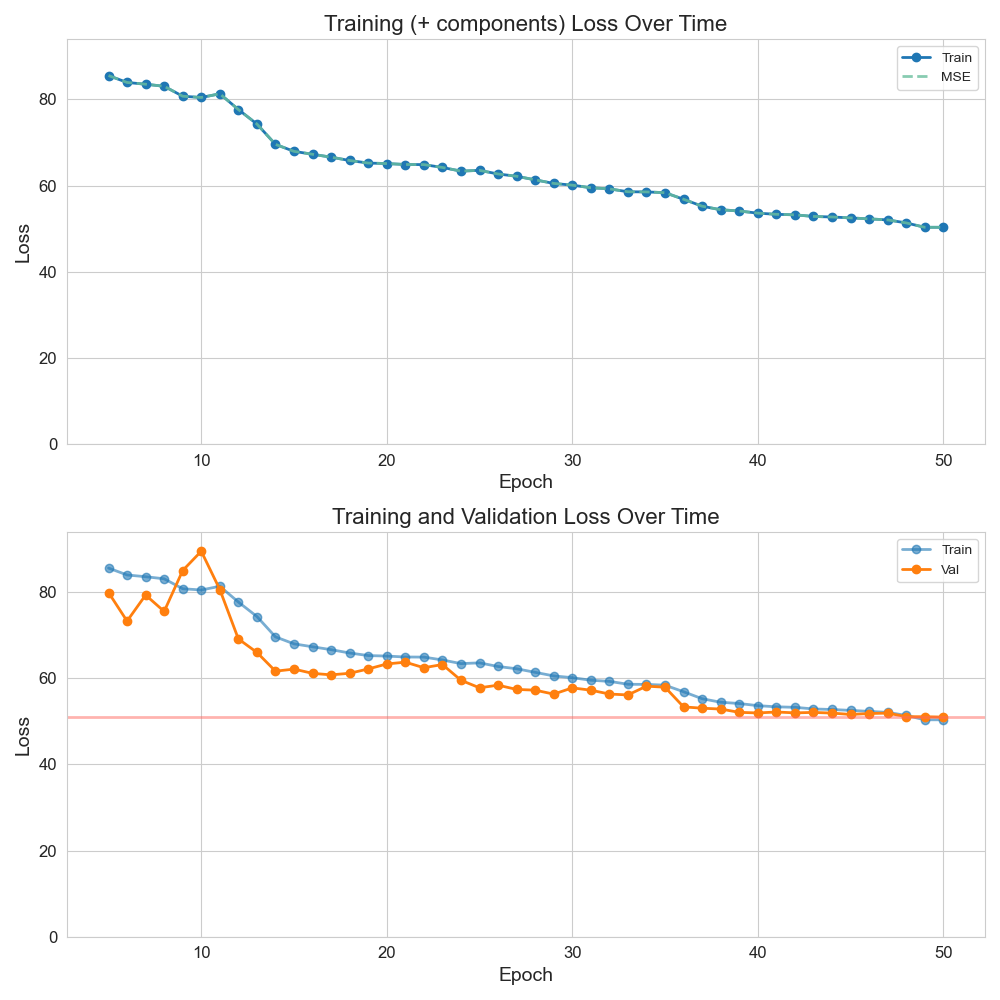 Training (+ components) Loss Over Time
Train
MSE
80
60
40
20
0
Loss
10 20 30 40 50
Epoch
Training and Validation Loss Over Time
Train
Val
80
60
40
20
0
Loss
10 20 30 40 50
Epoch